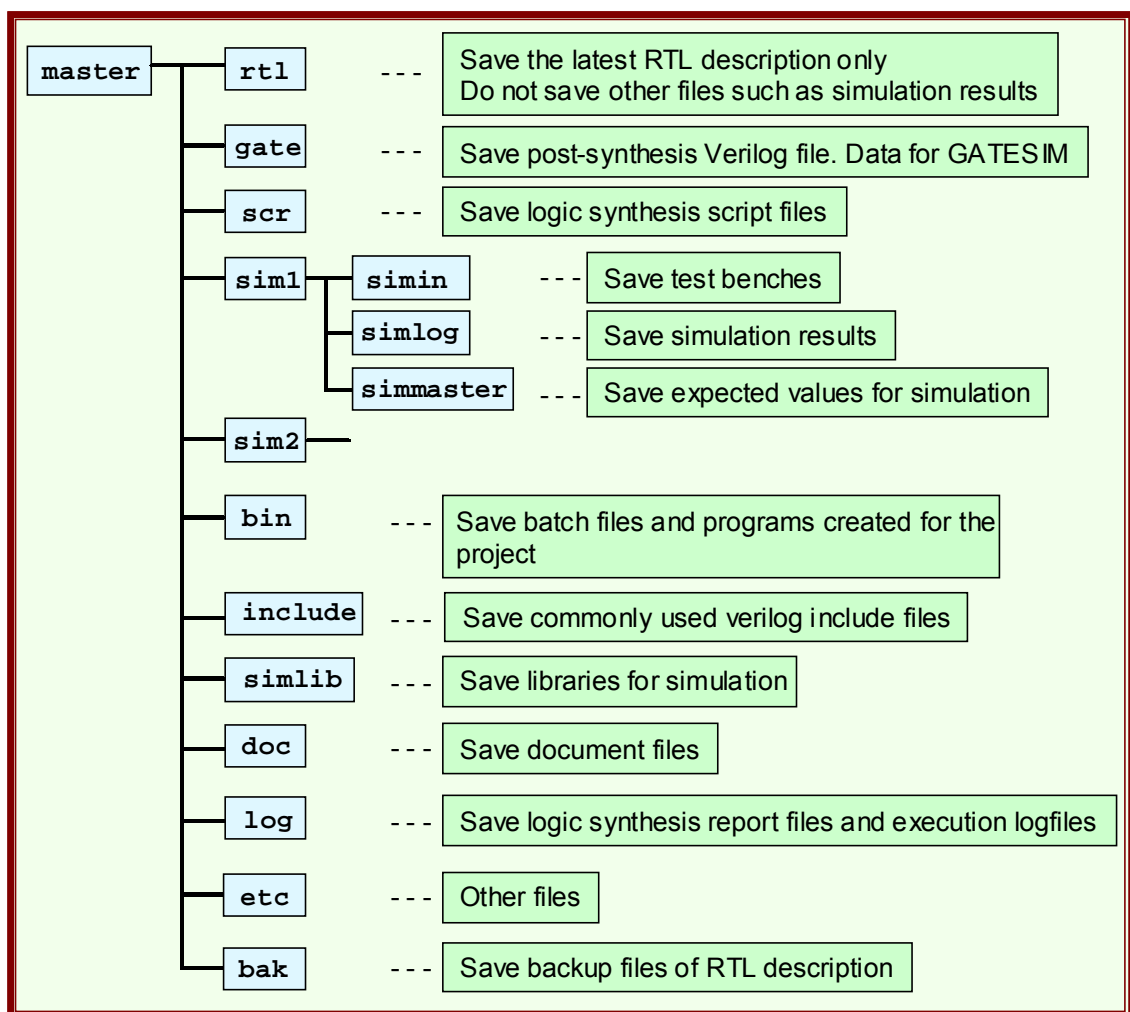 master
rtl
---
Save the latest RTL description only
Do not save other files such as simulation results
gate
---
Save post-synthesis Verilog file. Data for GATESIM
scr
---
Save logic synthesis script files
sim1
simin
---
Save test benches
simlog
---
Save simulation results
simmaster
---
Save expected values for simulation
sim2
bin
---
Save batch files and programs created for the
project
include
---
Save commonly used verilog include files
simlib
---
Save libraries for simulation
doc
---
Save document files
log
---
Save logic synthesis report files and execution logfiles
etc
---
Other files
bak
---
Save backup files of RTL description